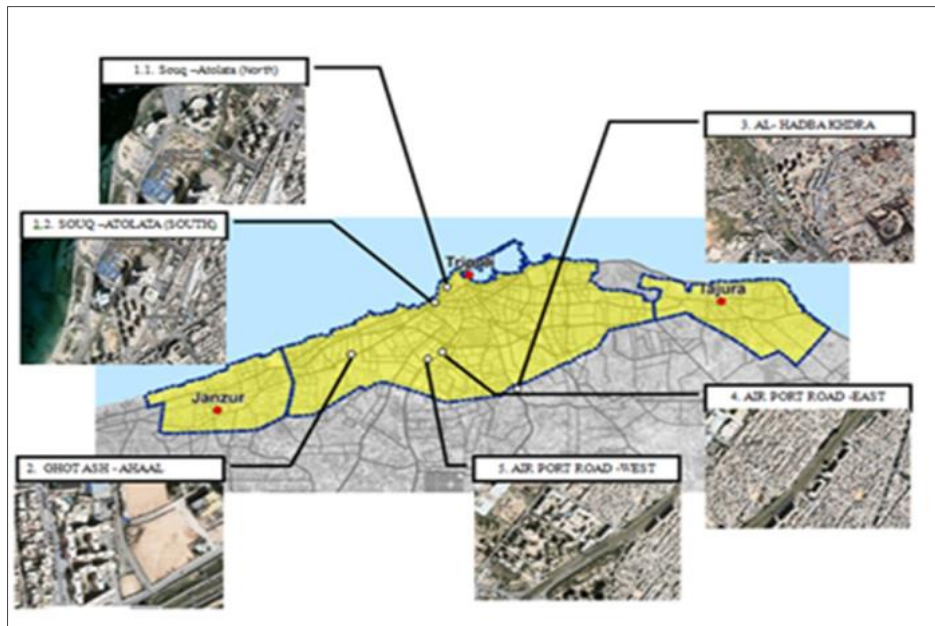 1.1. Souq –Atolata (North)
3. AL- HADBA KHDRA
1.2. SOUQ –ATOLATA (SOUTH)
Tripoli
Tajura
Janzur
4. AIR PORT ROAD -EAST
2. GHOT ASH - AHAAL
5. AIR PORT ROAD -WEST